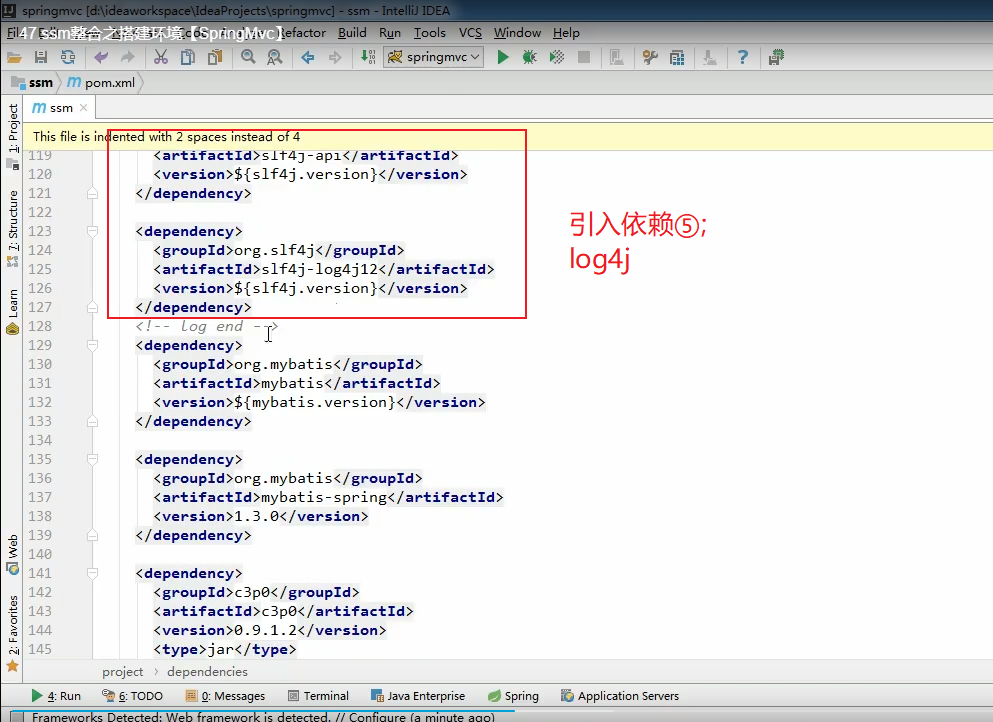 springmvc [d:\ideaworkspace\IdeaProjects\springmvc] - ssm - IntelliJ IDEA
47 ssm整合之搭建环境【SpringMvc】
Refactor Build Run Tools VCS Window Help
springmvc
ssm pom.xml
ssm
This file is indented with 2 spaces instead of 4
119 <artifactId>slf4j-api</artifactId>
120 <version>${slf4j.version}</version>
121 </dependency>
122
123 <dependency>
124 <groupId>org.slf4j</groupId>
125 <artifactId>slf4j-log4j12</artifactId>
126 <version>${slf4j.version}</version>
127 </dependency>
128 <!-- log end -->
129 <dependency>
130 <groupId>org.mybatis</groupId>
131 <artifactId>mybatis</artifactId>
132 <version>${mybatis.version}</version>
133 </dependency>
134
135 <dependency>
136 <groupId>org.mybatis</groupId>
137 <artifactId>mybatis-spring</artifactId>
138 <version>1.3.0</version>
139 </dependency>
140
141 <dependency>
142 <groupId>c3p0</groupId>
143 <artifactId>c3p0</artifactId>
144 <version>0.9.1.2</version>
145 <type>jar</type>
引入依赖⑤;
log4j
1: Project
7: Structure
Learn
Web
2: Favorites
project › dependencies
4: Run 6: TODO 0: Messages Terminal Java Enterprise Spring Application Servers
Frameworks Detected: Web framework is detected. // Configure (a minute ago)